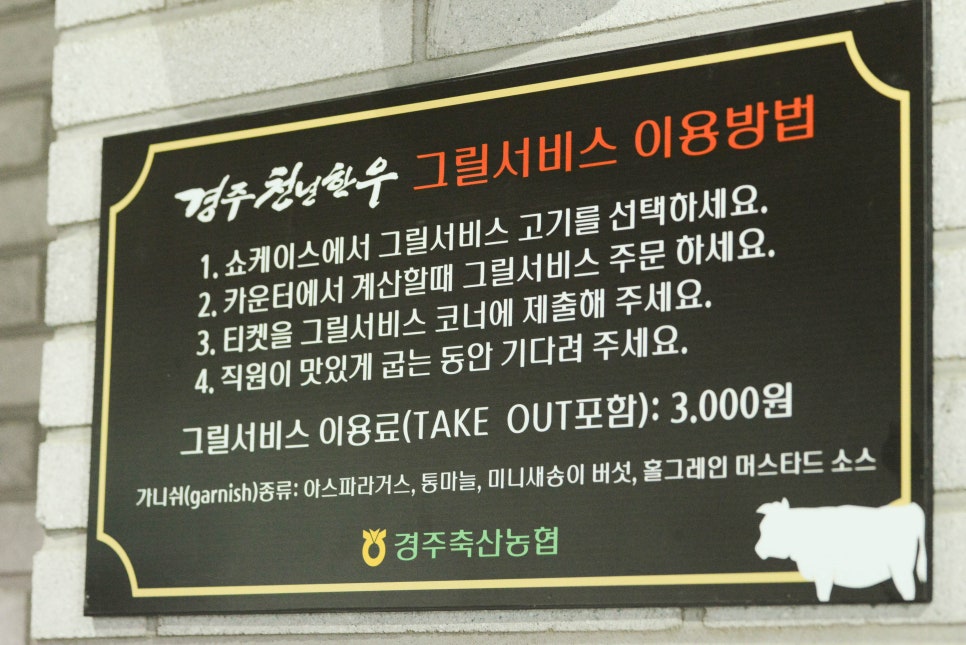 경주천년한우 그릴서비스 이용방법
1. 쇼케이스에서 그릴서비스 고기를 선택하세요.
2. 카운터에서 계산할때 그릴서비스 주문 하세요.
3. 티켓을 그릴서비스 코너에 제출해 주세요.
4. 직원이 맛있게 굽는 동안 기다려 주세요.
그릴서비스 이용료(TAKE OUT포함): 3.000원
가니쉬(garnish)종류: 아스파라거스, 통마늘, 미니새송이 버섯, 홀그레인 머스타드 소스
경주축산농협